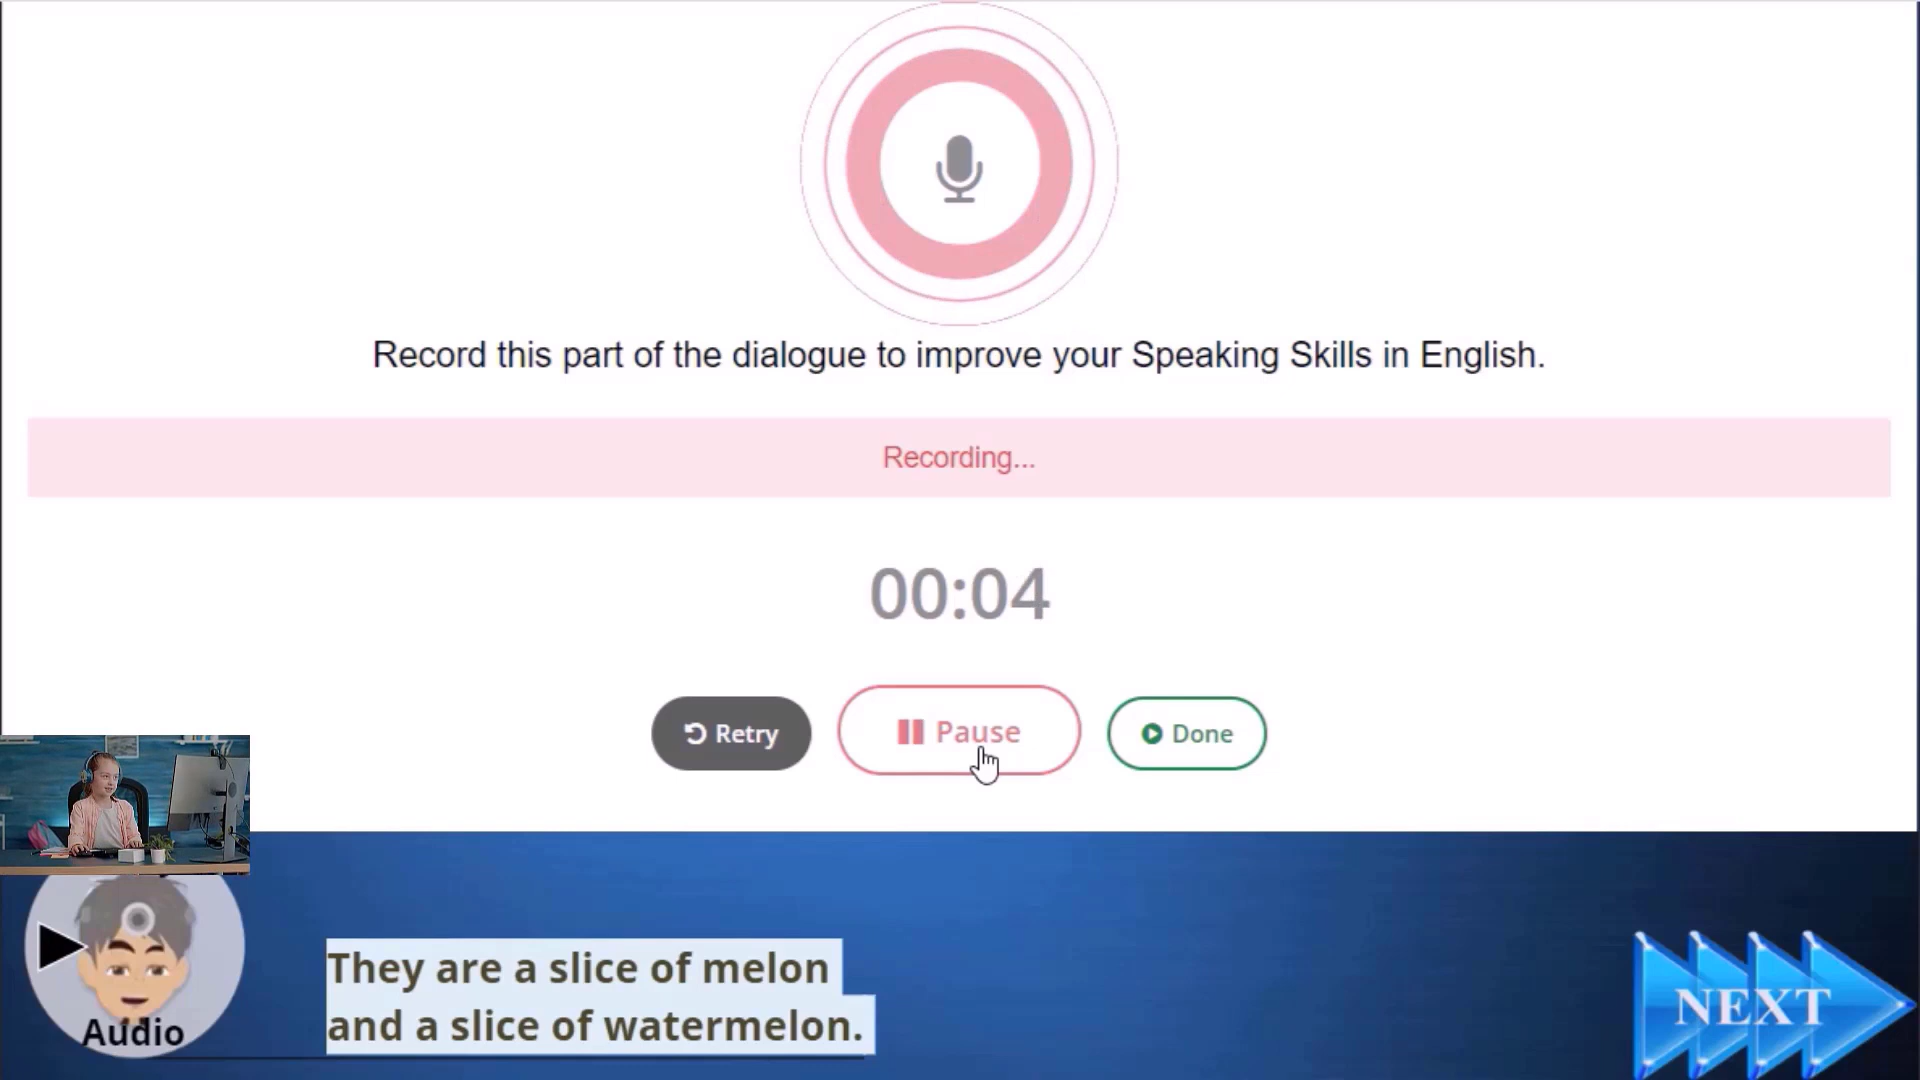 Record this part of the dialogue to improve your Speaking Skills in English.
Recording...
00:04
Retry
Pause
Done
Audio
They are a slice of melon
and a slice of watermelon.
NEXT